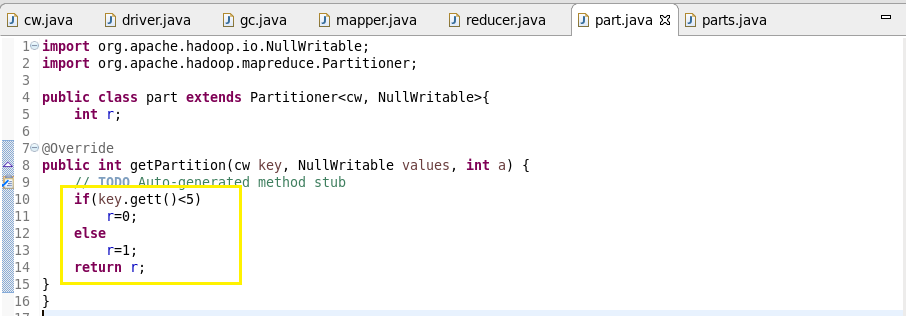 cw.java driver.java gc.java mapper.java reducer.java part.java parts.java
1 import org.apache.hadoop.io.NullWritable;
2 import org.apache.hadoop.mapreduce.Partitioner;
3
4 public class part extends Partitioner<cw, NullWritable>{
5 int r;
6
7 @Override
8 public int getPartition(cw key, NullWritable values, int a) {
9 // TODO Auto-generated method stub
10 if(key.gett()<5)
11 r=0;
12 else
13 r=1;
14 return r;
15 }
16 }
17